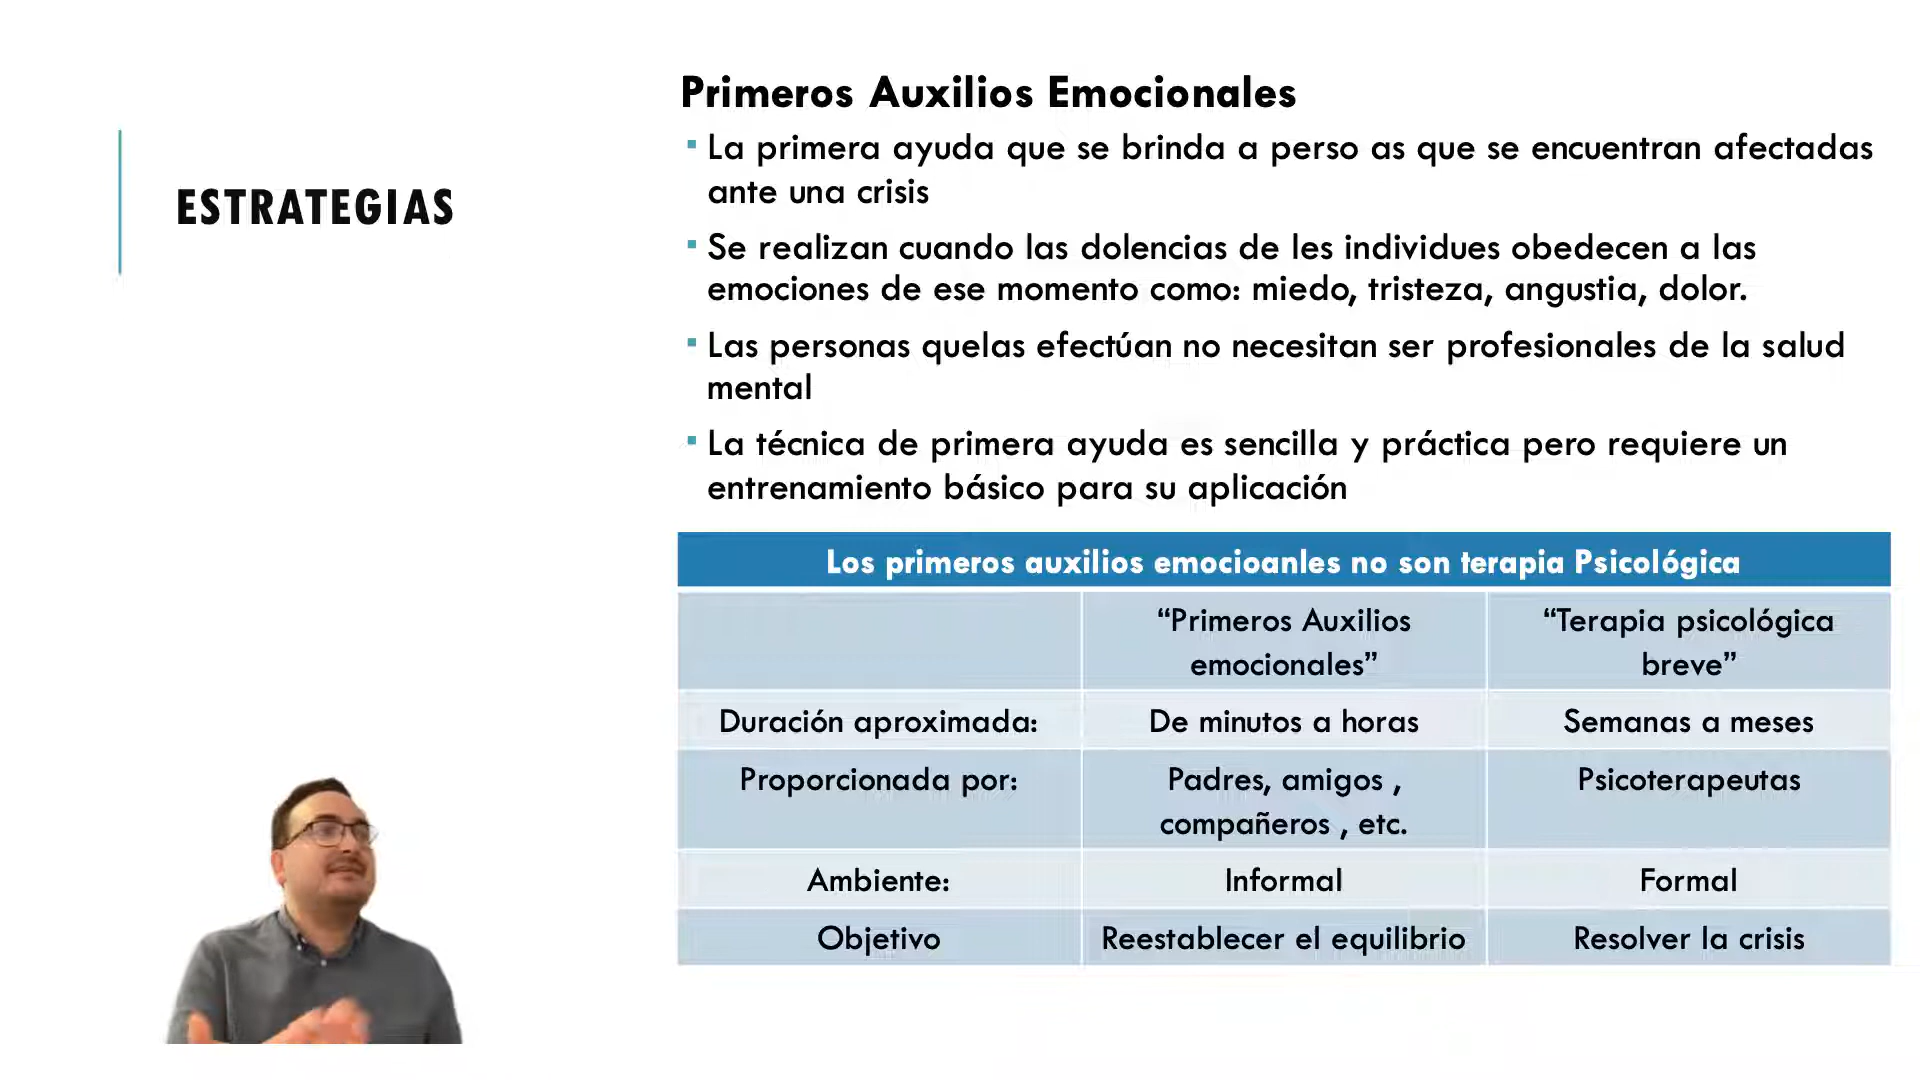 ESTRATEGIAS
Primeros Auxilios Emocionales
La primera ayuda que se brinda a perso as que se encuentran afectadas
ante una crisis
Se realizan cuando las dolencias de les individues obedecen a las
emociones de ese momento como: miedo, tristeza, angustia, dolor.
Las personas quelas efectúan no necesitan ser profesionales de la salud
mental
La técnica de primera ayuda es sencilla y práctica pero requiere un
entrenamiento básico para su aplicación
Los primeros auxilios emocioanles no son terapia Psicológica
“Primeros Auxilios
emocionales”
“Terapia psicológica
breve”
Duración aproximada:
De minutos a horas
Semanas a meses
Proporcionada por:
Padres, amigos ,
compañeros , etc.
Psicoterapeutas
Ambiente:
Informal
Formal
Objetivo
Reestablecer el equilibrio
Resolver la crisis